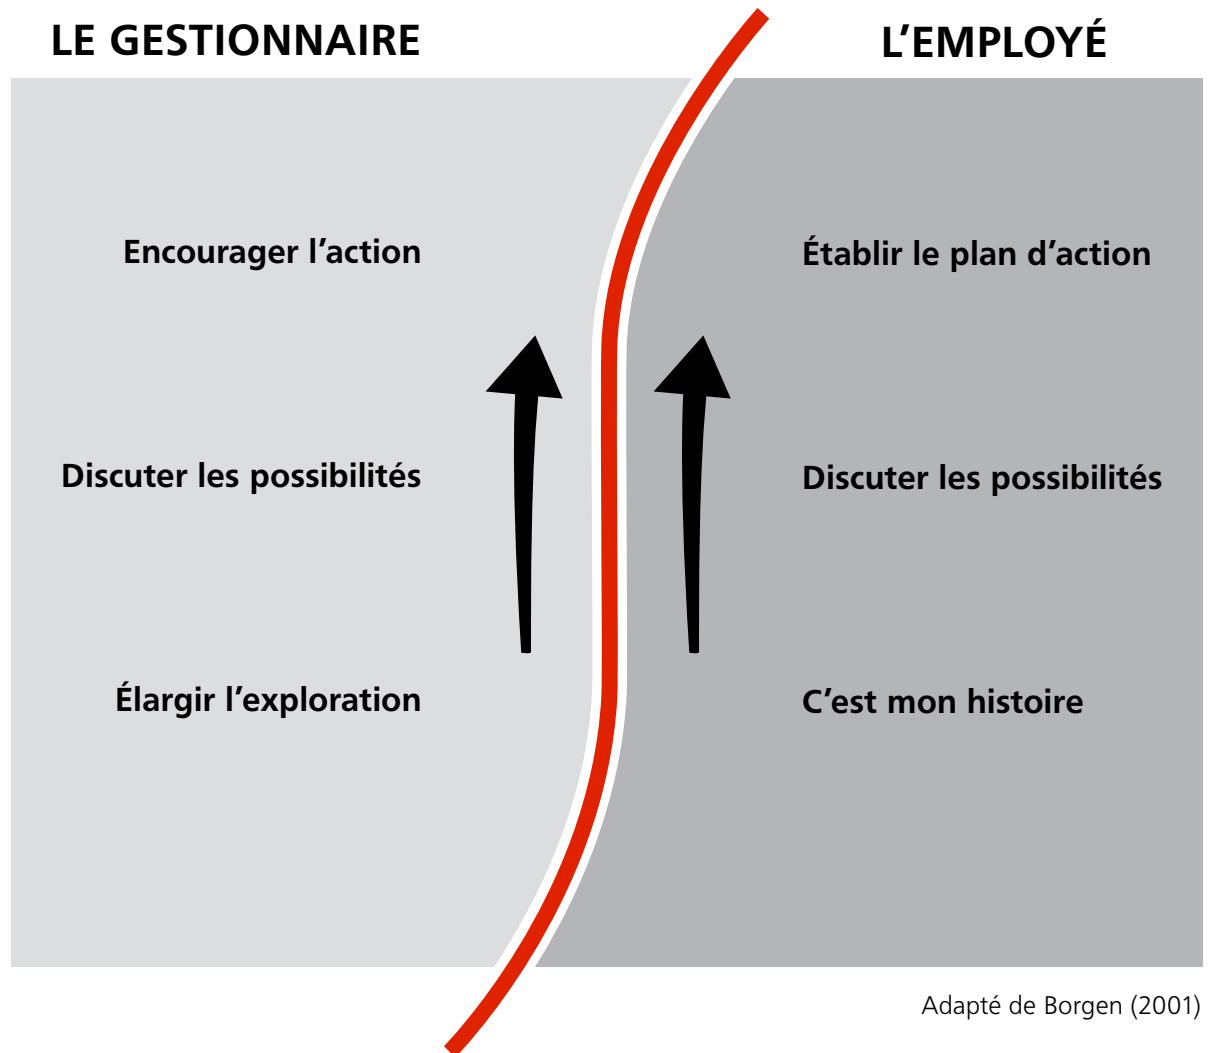 LE GESTIONNAIRE
L’EMPLOYÉ
Encourager l’action
Établir le plan d’action
Discuter les possibilités
Discuter les possibilités
Élargir l’exploration
C’est mon histoire
Adapté de Borgen (2001)